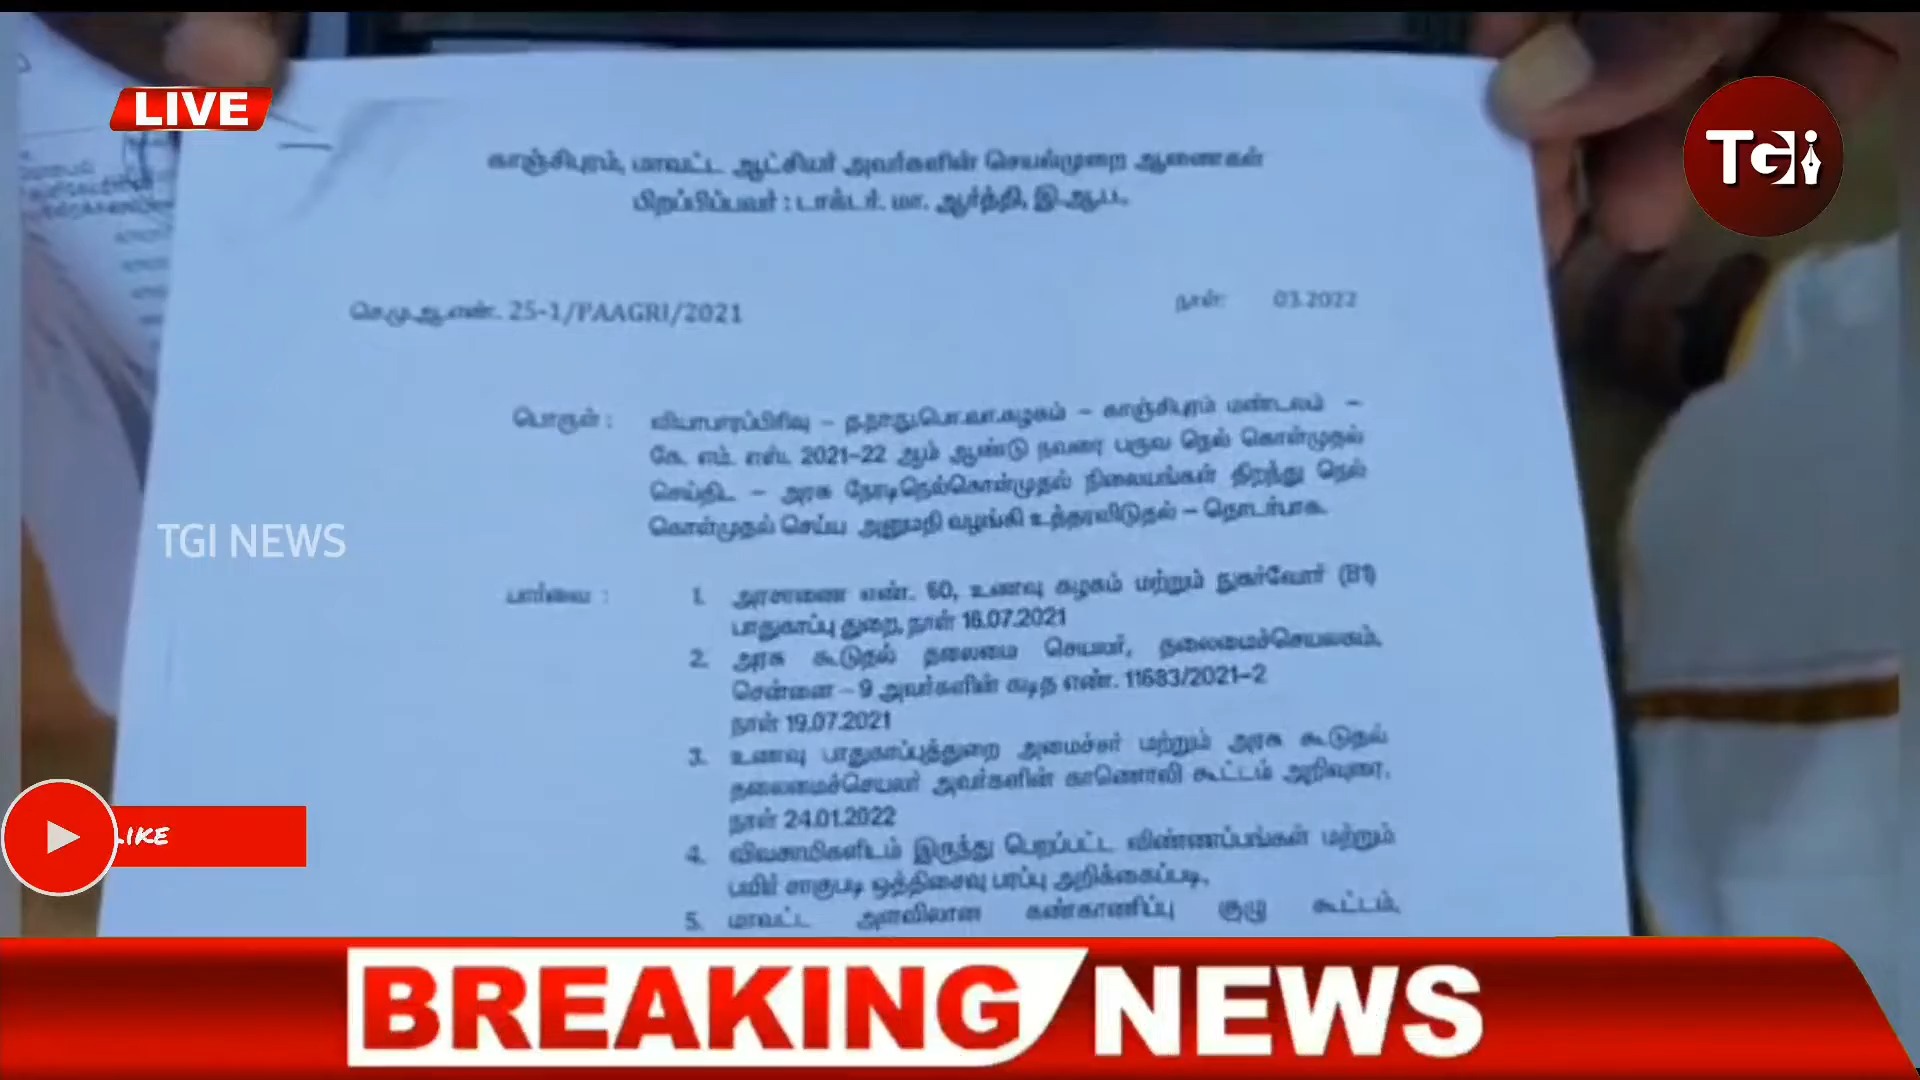 LIVE
TGi
காஞ்சிபுரம், மாவட்ட ஆட்சியர் அவர்களின் செயல்முறை ஆணைகள்
பிறப்பிப்பவர் : டாக்டர். மா. ஆர்த்தி, இ.ஆ.ப.,
செ.மு.ஆ.எண். 25-1/PAAGRI/2021
நாள்: 03.2022
பொருள் : வியாபாரப்பிரிவு – த.நா.நு.பொ.வா.கழகம் – காஞ்சிபுரம் மண்டலம் –
கே. எம். எஸ். 2021–22 ஆம் ஆண்டு நவரை பருவ நெல் கொள்முதல்
செய்திட – அரசு நேரடிநெல்கொள்முதல் நிலையங்கள் திறந்து நெல்
கொள்முதல் செய்ய அனுமதி வழங்கி உத்தரவிடுதல் – தொடர்பாக.
TGI NEWS
பார்வை : 1. அரசாணை எண். 60, உணவு கழகம் மற்றும் நுகர்வோர் (B1)
பாதுகாப்பு துறை, நாள் 16.07.2021
2. அரசு கூடுதல் தலைமை செயலர், தலைமைச்செயலகம்,
சென்னை – 9 அவர்களின் கடித எண். 11683/2021–2
நாள் 19.07.2021
3. உணவு பாதுகாப்புத்துறை அமைச்சர் மற்றும் அரசு கூடுதல்
தலைமைச்செயலர் அவர்களின் காணொலி கூட்டம் அறிவுரை,
நாள் 24.01.2022
LIKE
4. விவசாயிகளிடம் இருந்து பெறப்பட்ட விண்ணப்பங்கள் மற்றும்
பயிர் சாகுபடி ஒத்திசைவு பரப்பு அறிக்கைப்படி,
5. மாவட்ட அளவிலான கண்காணிப்பு குழு கூட்டம்,
BREAKING NEWS